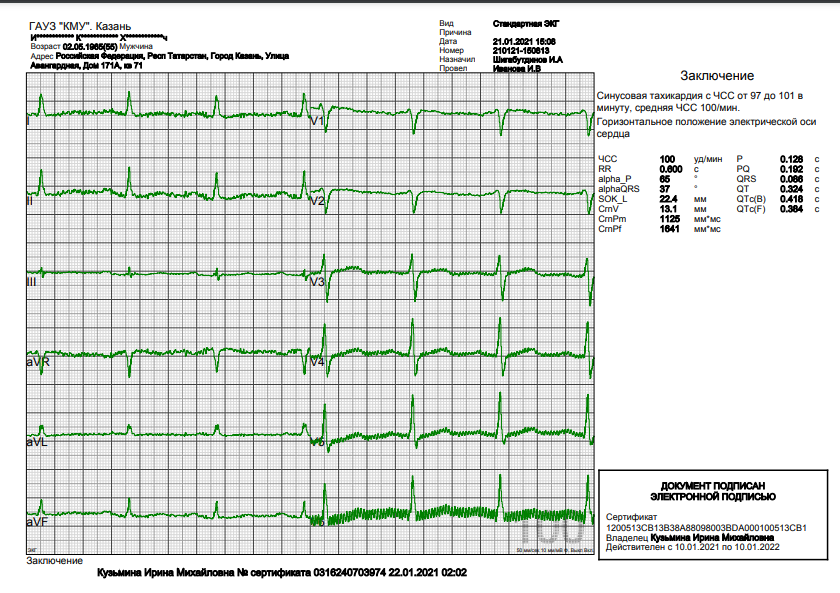 ГАУЗ "КМУ". Казань
И************ К************ Х************ч
Возраст 02.05.1965(55) Мужчина
Адрес Российская Федерация, Респ Татарстан, Город Казань, Улица
Авангардная, Дом 171А, кв 71
Вид Стандартная ЭКГ
Причина
Дата 21.01.2021 15:08
Номер 210121-150813
Назначил Шигабутдинов И.А
Провел Иванова И.В
Заключение
Синусовая тахикардия с ЧСС от 97 до 101 в
минуту, средняя ЧСС 100/мин.
Горизонтальное положение электрической оси
сердца
ЧСС 100 уд/мин P 0.128 с
RR 0.600 с PQ 0.192 с
alpha_P 65 ° QRS 0.086 с
alphaQRS 37 ° QT 0.324 с
SOK_L 22.4 мм QTc(B) 0.418 с
CrnV 13.1 мм QTc(F) 0.384 с
CrnPm 1125 мм*мс
CrnPf 1641 мм*мс
I V1
II V2
III V3
aVR V4
aVL
aVF
100
ЭКГ
Заключение
Кузьмина Ирина Михайловна № сертификата 0316240703974 22.01.2021 02:02
ДОКУМЕНТ ПОДПИСАН
ЭЛЕКТРОННОЙ ПОДПИСЬЮ
Сертификат
1200513CB13B38A88098003BDA000100513CB1
Владелец Кузьмина Ирина Михайловна
Действителен с 10.01.2021 по 10.01.2022